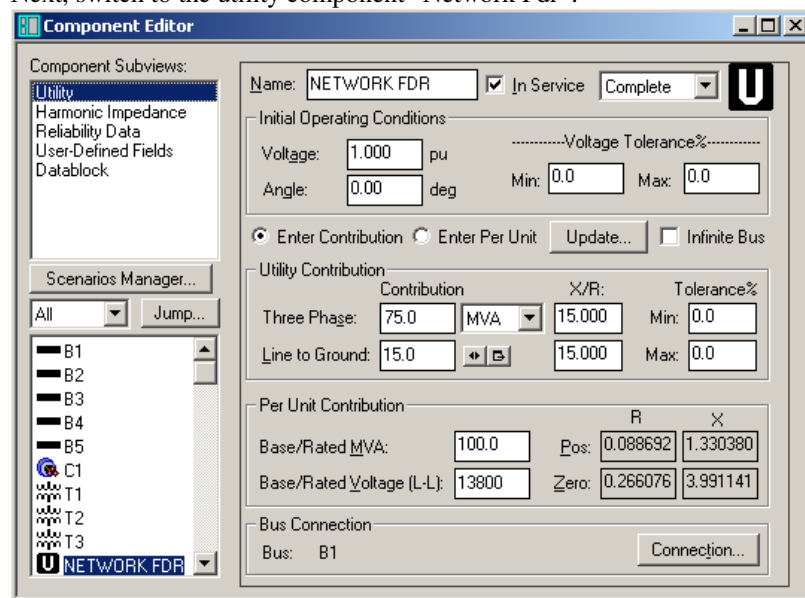 Next, switch to the utility component "Network Fdr".
Component Editor
Component Subviews:
Utility
Harmonic Impedance
Reliability Data
User-Defined Fields
Datablock
Scenarios Manager...
All
Jump...
B1
B2
B3
B4
B5
C1
T1
T2
T3
U NETWORK FDR
Name: NETWORK FDR In Service Complete U
Initial Operating Conditions
Voltage: 1.000 pu
Angle: 0.00 deg
-----------Voltage Tolerance%-----------
Min: 0.0 Max: 0.0
Enter Contribution Enter Per Unit Update... Infinite Bus
Utility Contribution
Contribution X/R: Tolerance%
Three Phase: 75.0 MVA 15.000 Min: 0.0
Line to Ground: 15.0 15.000 Max: 0.0
Per Unit Contribution
R X
Base/Rated MVA: 100.0 Pos: 0.088692 1.330380
Base/Rated Voltage (L-L): 13800 Zero: 0.266076 3.991141
Bus Connection
Bus: B1 Connection...